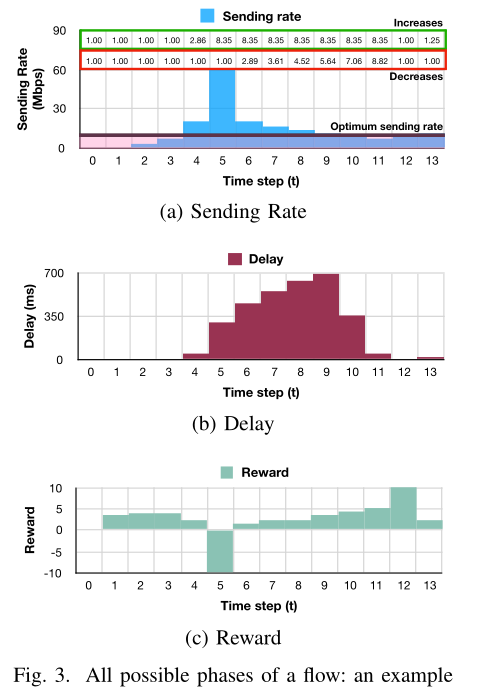 Sending rate
Increases
90
1.00 1.00 1.00 1.00 2.86 8.35 8.35 8.35 8.35 8.35 8.35 8.35 1.00 1.25
1.00 1.00 1.00 1.00 1.00 1.00 2.89 3.61 4.52 5.64 7.06 8.82 1.00 1.00
60
Decreases
Sending Rate
(Mbps)
30
Optimum sending rate
0
0 1 2 3 4 5 6 7 8 9 10 11 12 13
Time step (t)
(a) Sending Rate
Delay
700
Delay (ms)
350
0
0 1 2 3 4 5 6 7 8 9 10 11 12 13
Time step (t)
(b) Delay
Reward
10
5
Reward
0
-5
-10
0 1 2 3 4 5 6 7 8 9 10 11 12 13
Time step (t)
(c) Reward
Fig. 3. All possible phases of a flow: an example